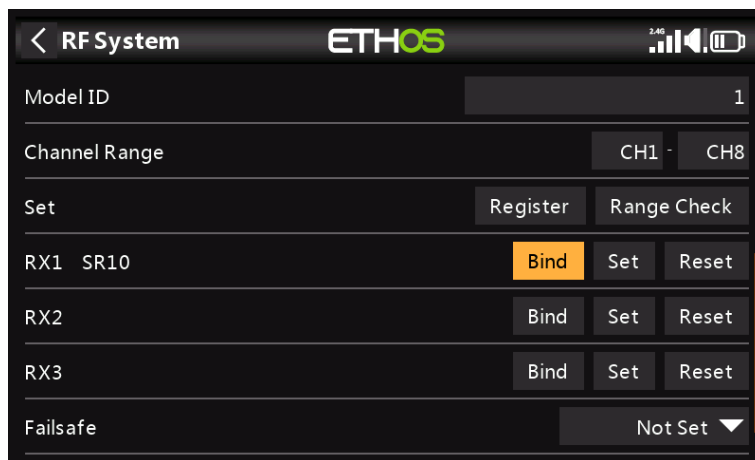 RF System ETHOS 2.4G
Model ID 1
Channel Range CH1 - CH8
Set Register Range Check
RX1 SR10 Bind Set Reset
RX2 Bind Set Reset
RX3 Bind Set Reset
Failsafe Not Set